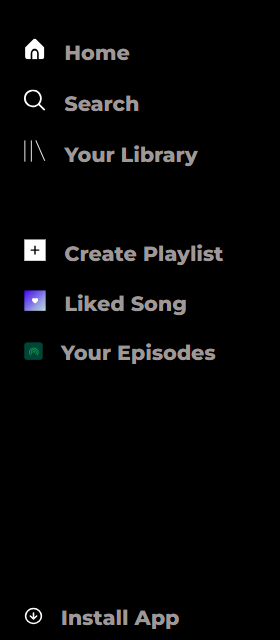 Home
Search
Your Library
Create Playlist
Liked Song
Your Episodes
Install App